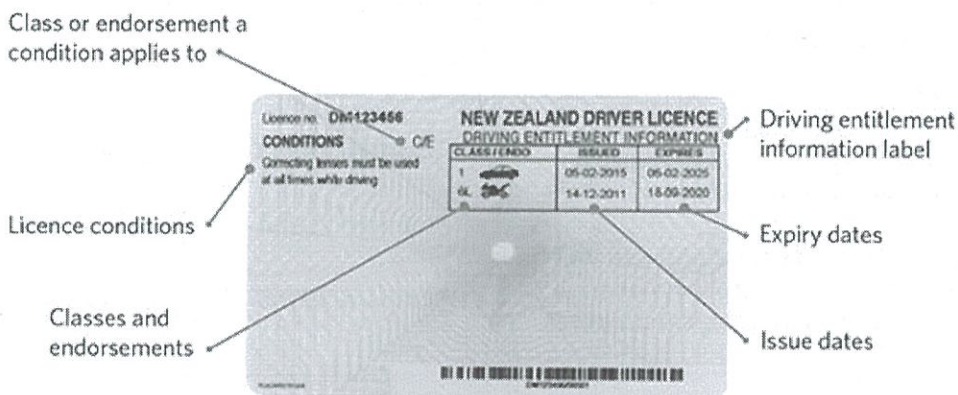 Class or endorsement a
condition applies to
Licence no. DM123456
NEW ZEALAND DRIVER LICENCE
CONDITIONS
C/E
DRIVING ENTITLEMENT INFORMATION
Correcting lenses must be used
at all times while driving
CLASS / ENDO ISSUED EXPIRES
1 05-02-2015 05-02-2025
6L 14-12-2011 18-09-2020
Driving entitlement
information label
Licence conditions
Expiry dates
Classes and
endorsements
Issue dates